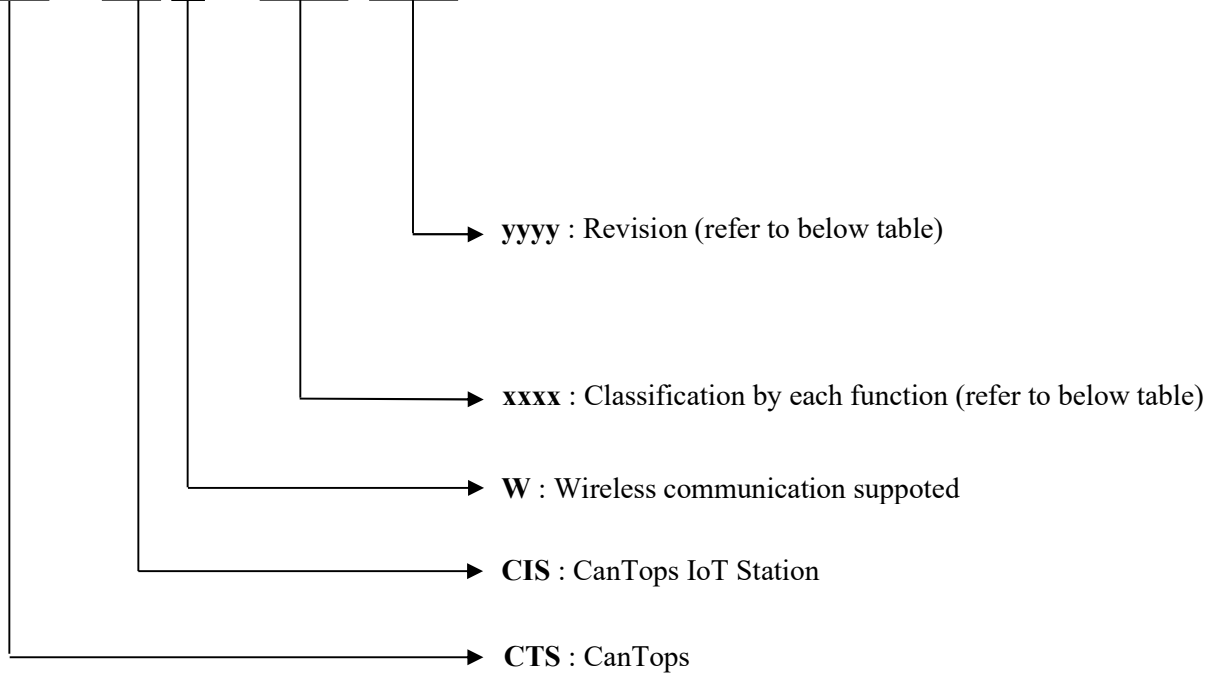 yyyy : Revision (refer to below table)
xxxx : Classification by each function (refer to below table)
W : Wireless communication suppoted
CIS : CanTops IoT Station
CTS : CanTops